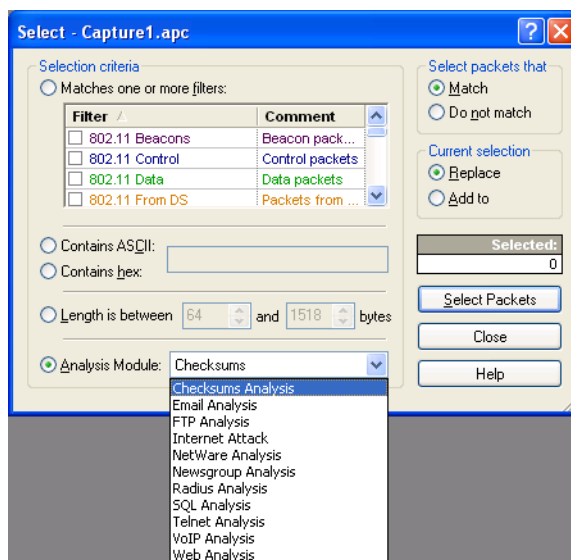 Select - Capture1.apc
Selection criteria
Matches one or more filters:
Filter Comment
802.11 Beacons Beacon pack...
802.11 Control Control packets
802.11 Data Data packets
802.11 From DS Packets from ...
Contains ASCII:
Contains hex:
Length is between 64 and 1518 bytes
Analysis Module: Checksums
Checksums Analysis
Email Analysis
FTP Analysis
Internet Attack
NetWare Analysis
Newsgroup Analysis
Radius Analysis
SQL Analysis
Telnet Analysis
VoIP Analysis
Web Analysis
Select packets that
Match
Do not match
Current selection
Replace
Add to
Selected:
0
Select Packets
Close
Help